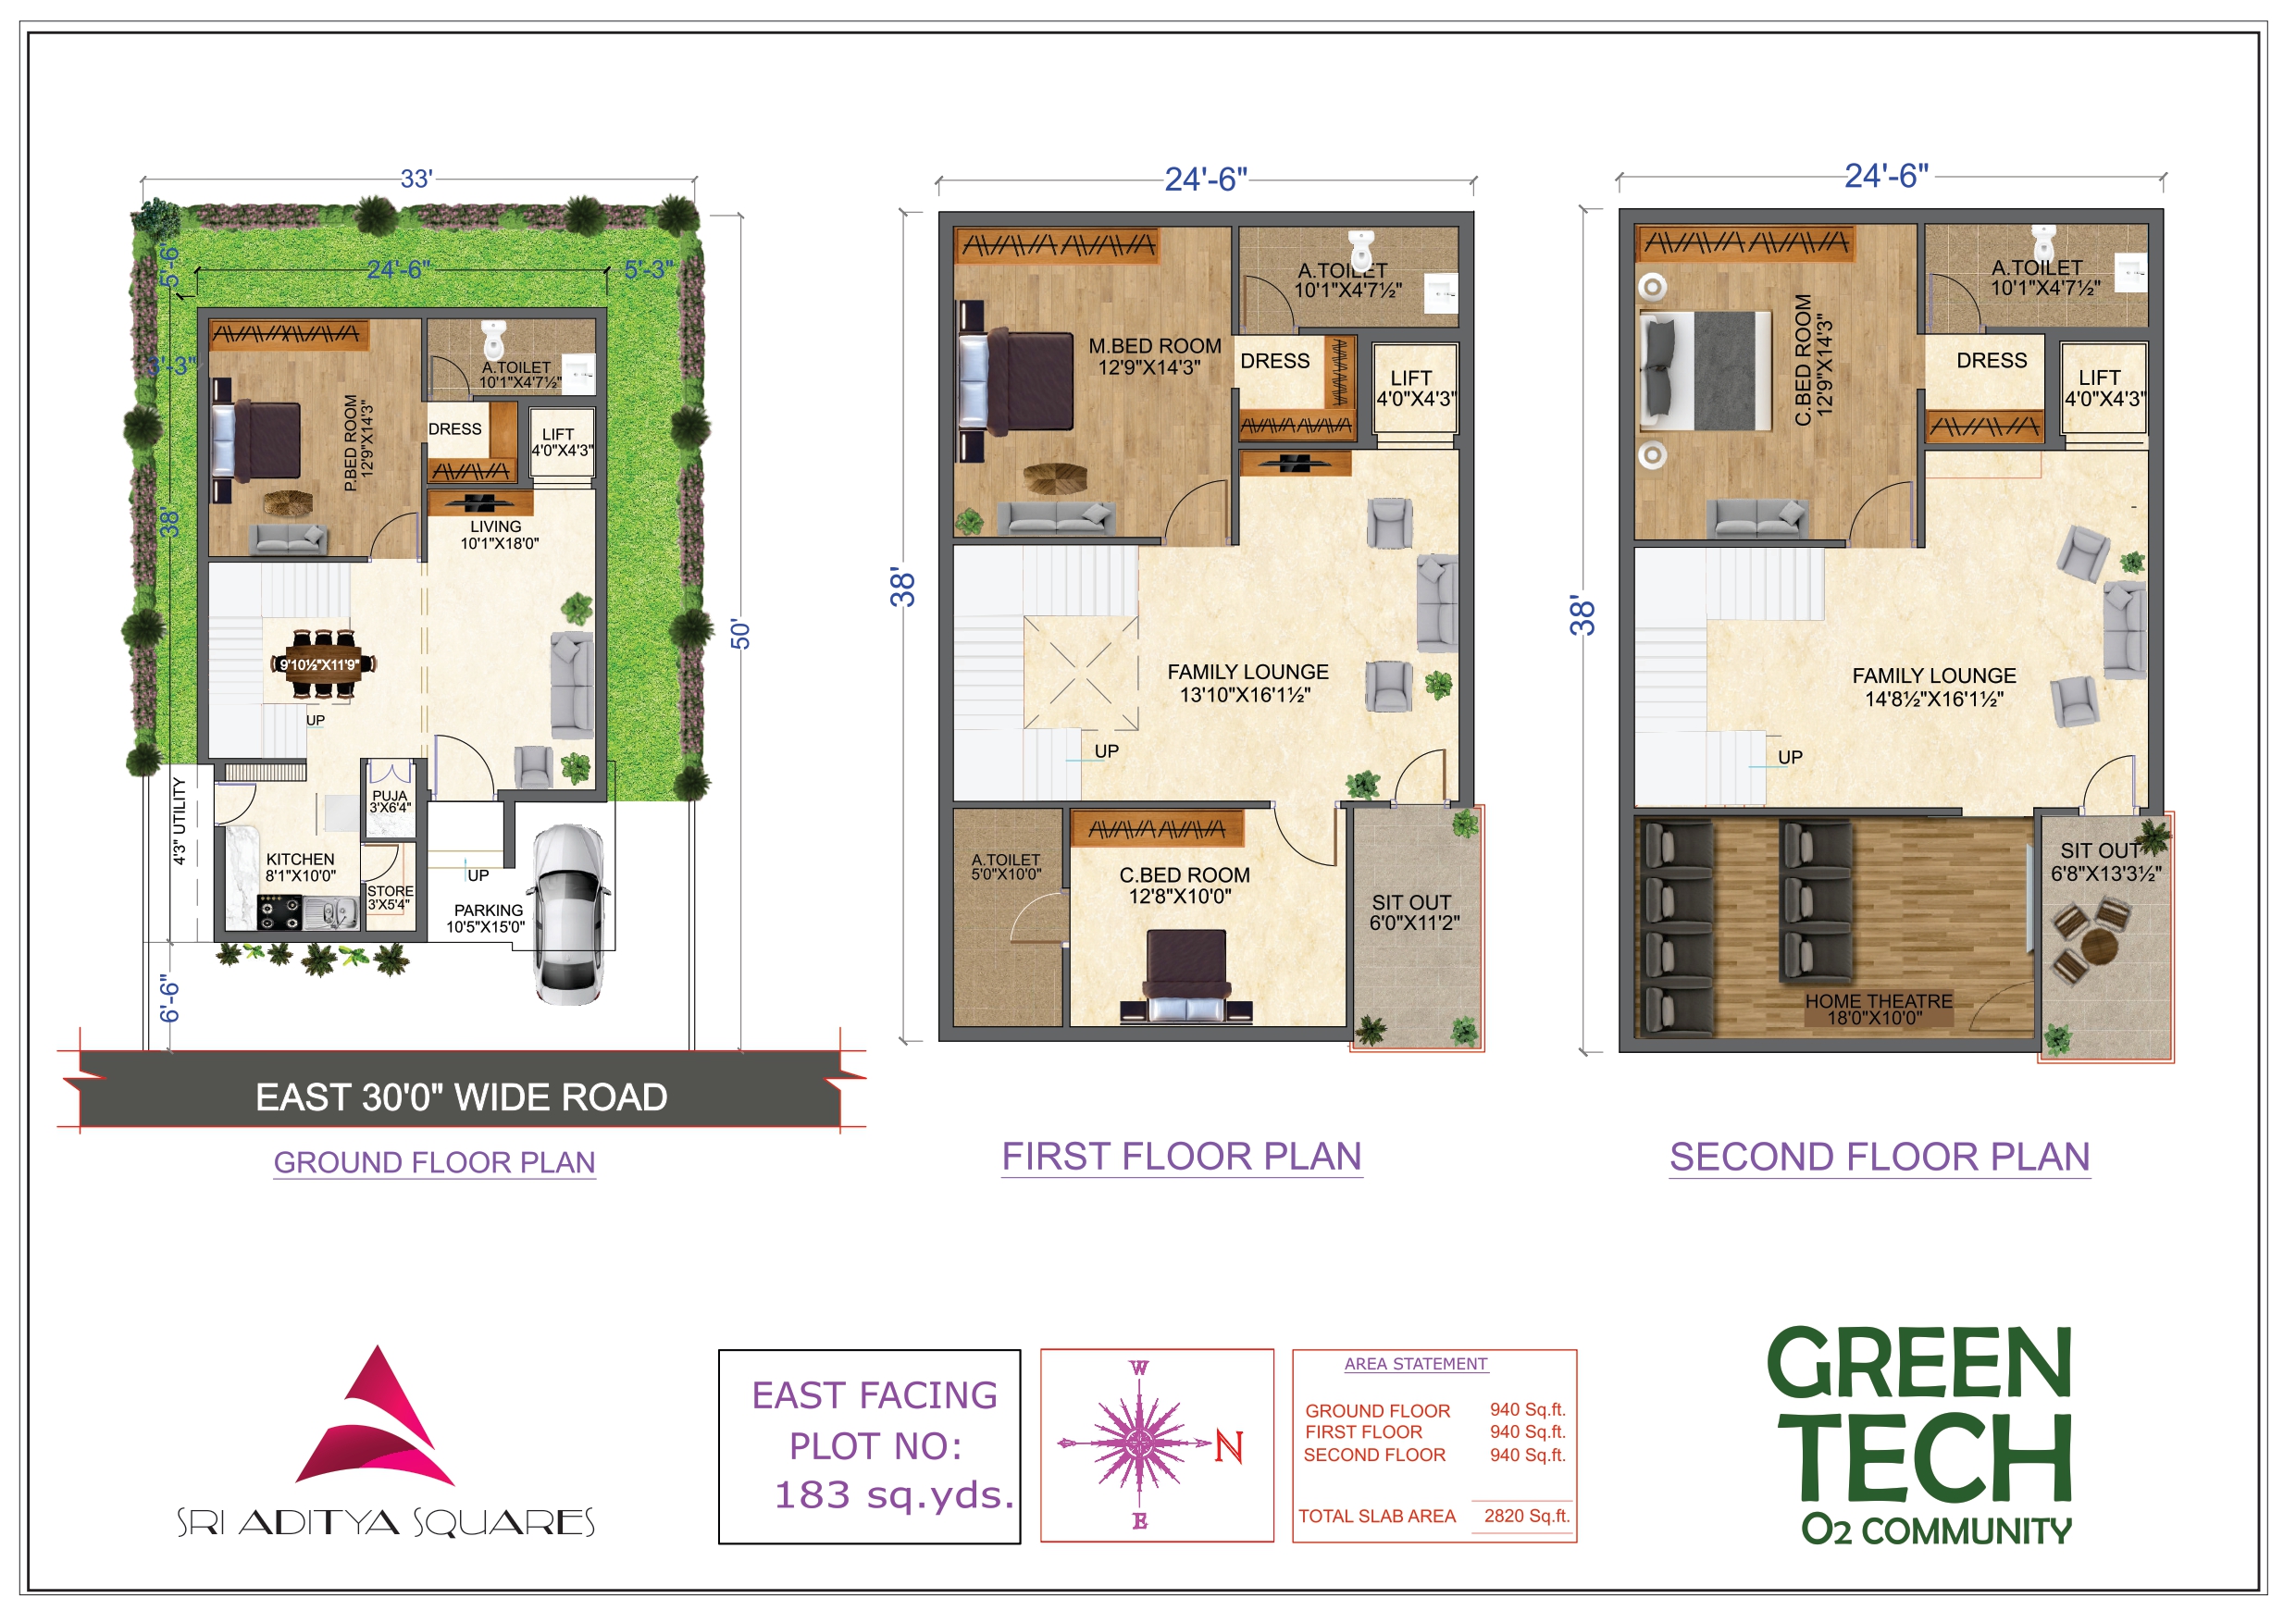 33'
24'-6"
5'-3"
5'-6"
3'-3"
38'
50'
A.TOILET
10'1"X4'7½"
P.BED ROOM
12'9"X14'3"
DRESS
LIFT
4'0"X4'3"
LIVING
10'1"X18'0"
9'10½"X11'9"
UP
4'3" UTILITY
PUJA
3'X6'4"
KITCHEN
8'1"X10'0"
STORE
3'X5'4"
UP
PARKING
10'5"X15'0"
6'-6"
EAST 30'0" WIDE ROAD
GROUND FLOOR PLAN
24'-6"
38'
A.TOILET
10'1"X4'7½"
M.BED ROOM
12'9"X14'3"
DRESS
LIFT
4'0"X4'3"
FAMILY LOUNGE
13'10"X16'1½"
UP
A.TOILET
5'0"X10'0"
C.BED ROOM
12'8"X10'0"
SIT OUT
6'0"X11'2"
FIRST FLOOR PLAN
24'-6"
38'
A.TOILET
10'1"X4'7½"
C.BED ROOM
12'9"X14'3"
DRESS
LIFT
4'0"X4'3"
FAMILY LOUNGE
14'8½"X16'1½"
UP
SIT OUT
6'8"X13'3½"
HOME THEATRE
18'0"X10'0"
SECOND FLOOR PLAN
SRI ADITYA SQUARES
EAST FACING
PLOT NO:
183 sq.yds.
W
N
E
AREA STATEMENT
GROUND FLOOR 940 Sq.ft.
FIRST FLOOR 940 Sq.ft.
SECOND FLOOR 940 Sq.ft.
TOTAL SLAB AREA 2820 Sq.ft.
GREEN
TECH
O2 COMMUNITY